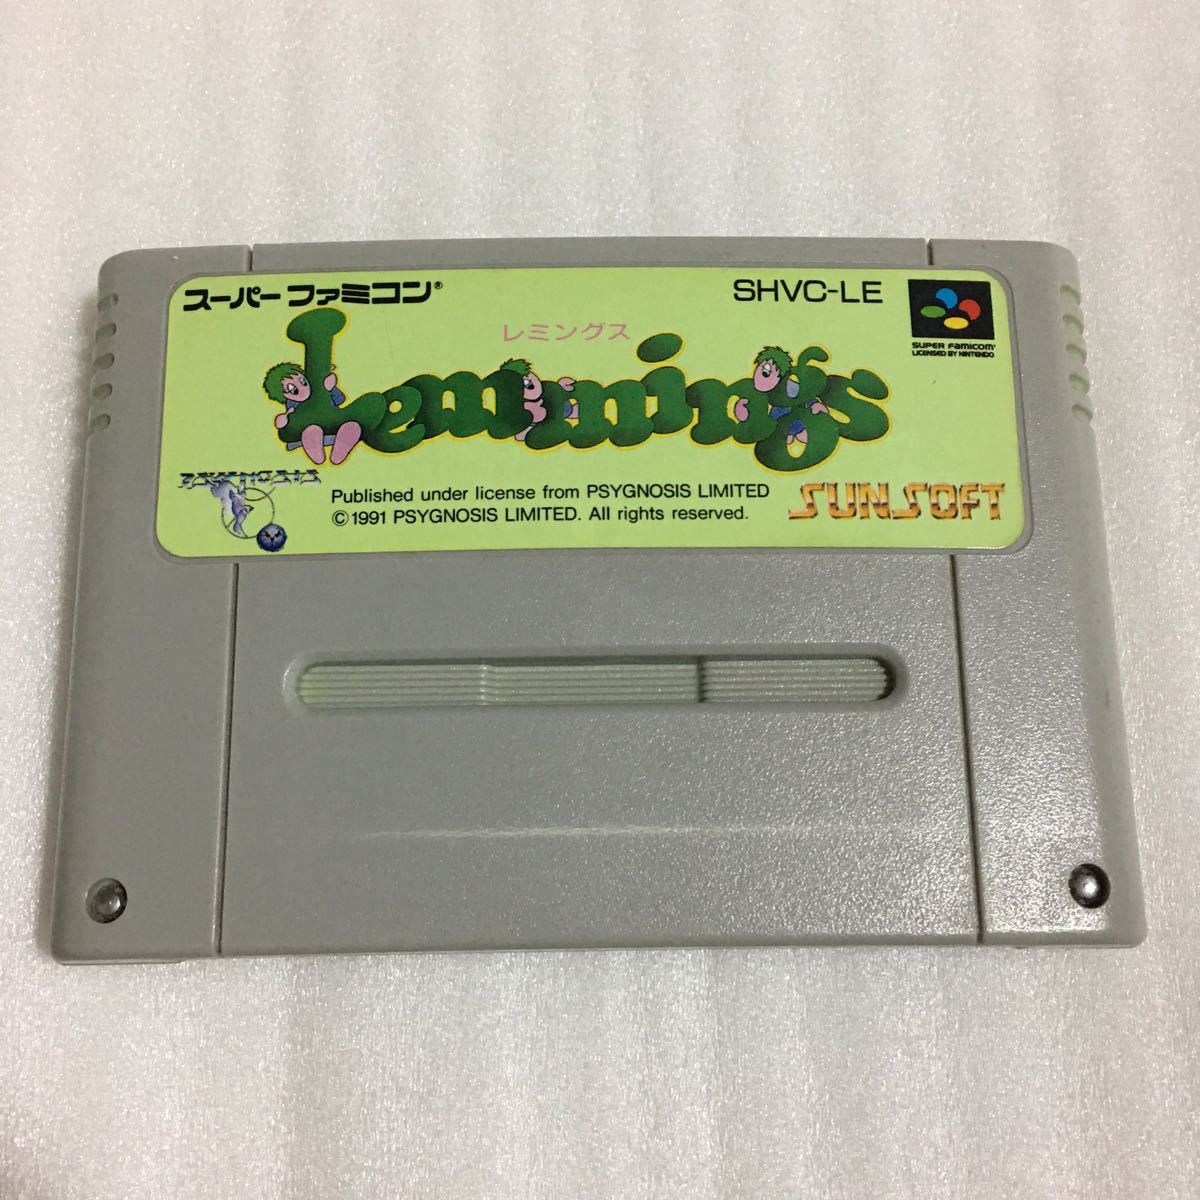 スーパーファミコン®
SHVC-LE
SUPER FAMICOM
LICENSED BY NINTENDO
レミングス
Lemmings
PSYGNOSIS
Published under license from PSYGNOSIS LIMITED
©1991 PSYGNOSIS LIMITED. All rights reserved.
SUNSOFT